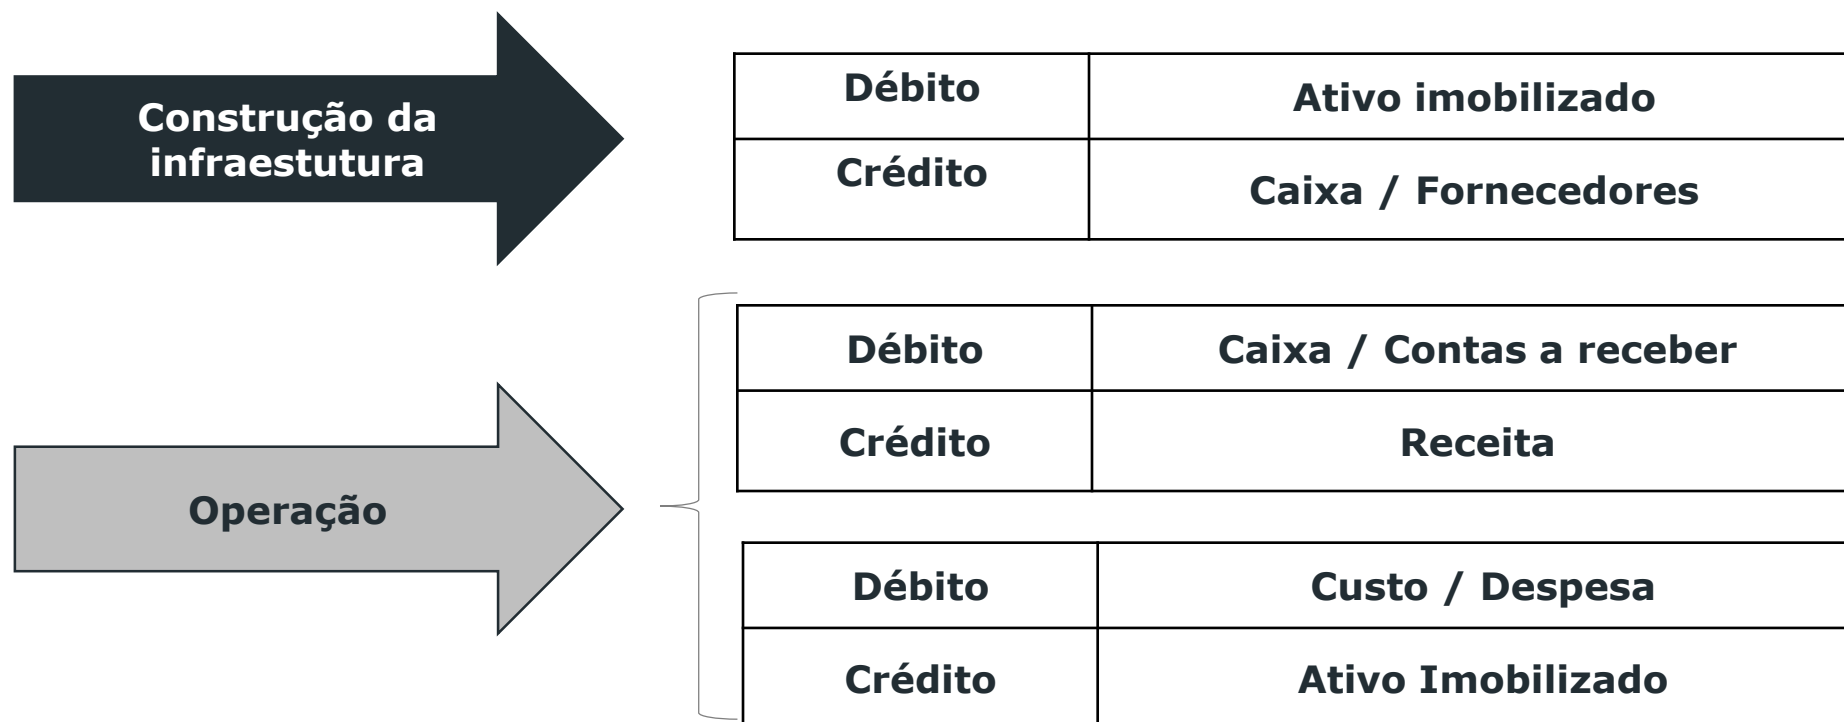 Construção da
infraestutura
Débito
Ativo imobilizado
Crédito
Caixa / Fornecedores
Operação
Débito
Caixa / Contas a receber
Crédito
Receita
Débito
Custo / Despesa
Crédito
Ativo Imobilizado